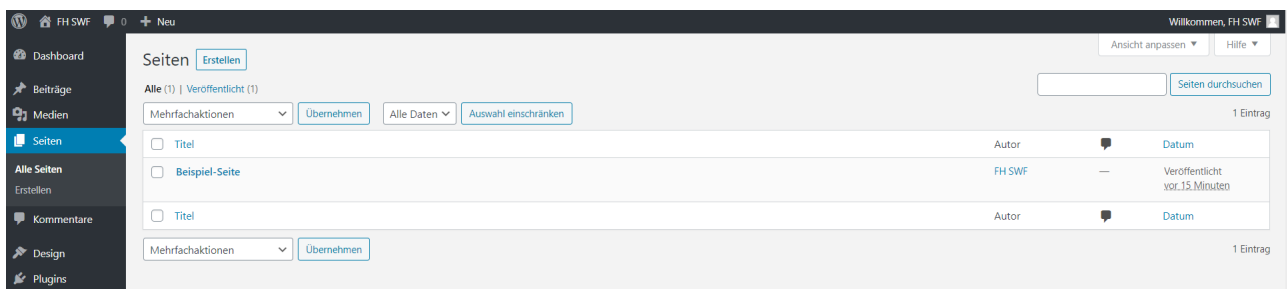 FH SWF 0 + Neu Willkommen, FH SWF
Dashboard
Beiträge
Medien
Seiten
Alle Seiten
Erstellen
Kommentare
Design
Plugins
Ansicht anpassen ▼ Hilfe ▼
Seiten Erstellen
Alle (1) | Veröffentlicht (1) Seiten durchsuchen
Mehrfachaktionen Übernehmen Alle Daten Auswahl einschränken 1 Eintrag
Titel Autor Datum
Beispiel-Seite FH SWF — Veröffentlicht
vor 15 Minuten
Titel Autor Datum
Mehrfachaktionen Übernehmen 1 Eintrag